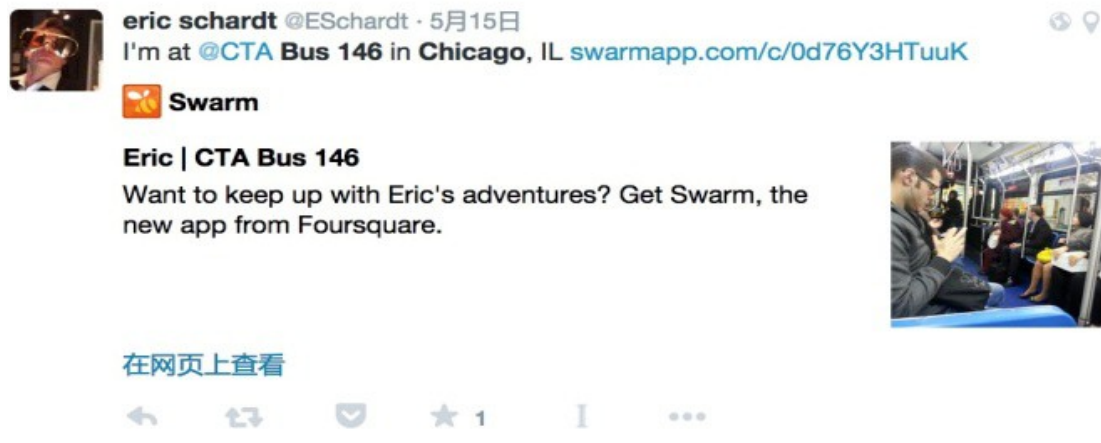 eric schardt @ESchardt · 5月15日
I'm at @CTA Bus 146 in Chicago, IL swarmapp.com/c/0d76Y3HTuuK
Swarm
Eric | CTA Bus 146
Want to keep up with Eric's adventures? Get Swarm, the
new app from Foursquare.
在网页上查看
1